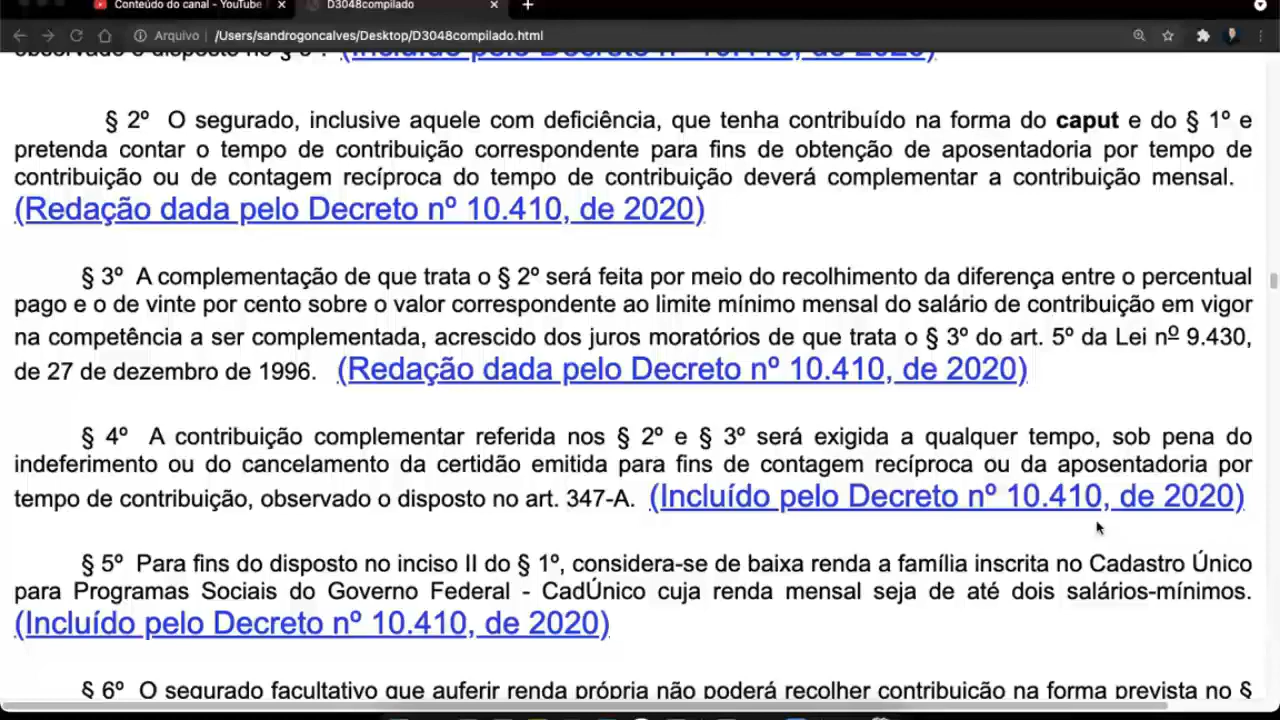 Conteúdo do canal - YouTube
D3048compilado
Arquivo /Users/sandrogoncalves/Desktop/D3048compilado.html
observado o disposto no § 3º. (Incluído pelo Decreto nº 10.410, de 2020)
§ 2º O segurado, inclusive aquele com deficiência, que tenha contribuído na forma do caput e do § 1º e
pretenda contar o tempo de contribuição correspondente para fins de obtenção de aposentadoria por tempo de
contribuição ou de contagem recíproca do tempo de contribuição deverá complementar a contribuição mensal.
(Redação dada pelo Decreto nº 10.410, de 2020)
§ 3º A complementação de que trata o § 2º será feita por meio do recolhimento da diferença entre o percentual
pago e o de vinte por cento sobre o valor correspondente ao limite mínimo mensal do salário de contribuição em vigor
na competência a ser complementada, acrescido dos juros moratórios de que trata o § 3º do art. 5º da Lei nº 9.430,
de 27 de dezembro de 1996. (Redação dada pelo Decreto nº 10.410, de 2020)
§ 4º A contribuição complementar referida nos § 2º e § 3º será exigida a qualquer tempo, sob pena do
indeferimento ou do cancelamento da certidão emitida para fins de contagem recíproca ou da aposentadoria por
tempo de contribuição, observado o disposto no art. 347-A. (Incluído pelo Decreto nº 10.410, de 2020)
§ 5º Para fins do disposto no inciso II do § 1º, considera-se de baixa renda a família inscrita no Cadastro Único
para Programas Sociais do Governo Federal - CadÚnico cuja renda mensal seja de até dois salários-mínimos.
(Incluído pelo Decreto nº 10.410, de 2020)
§ 6º O segurado facultativo que auferir renda própria não poderá recolher contribuição na forma prevista no §